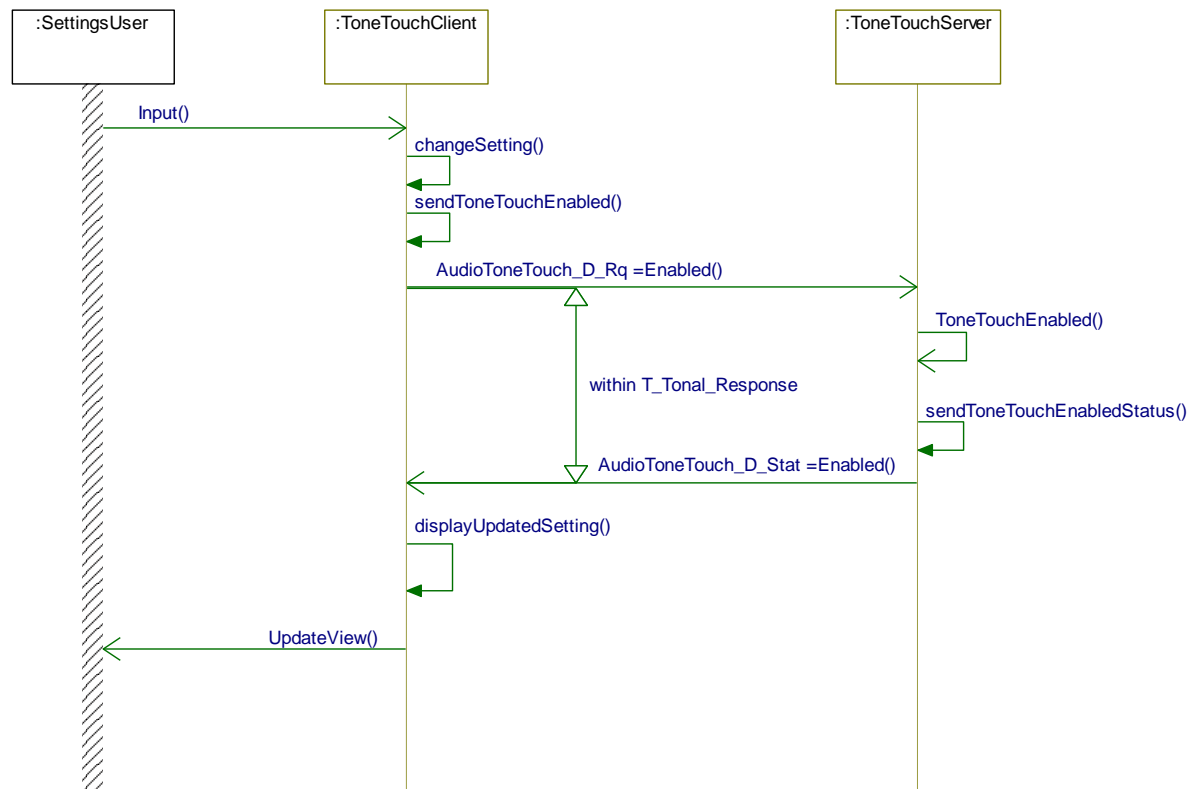 :SettingsUser
:ToneTouchClient
:ToneTouchServer
Input()
changeSetting()
sendToneTouchEnabled()
AudioToneTouch_D_Rq =Enabled()
ToneTouchEnabled()
within T_Tonal_Response
sendToneTouchEnabledStatus()
AudioToneTouch_D_Stat =Enabled()
displayUpdatedSetting()
UpdateView()